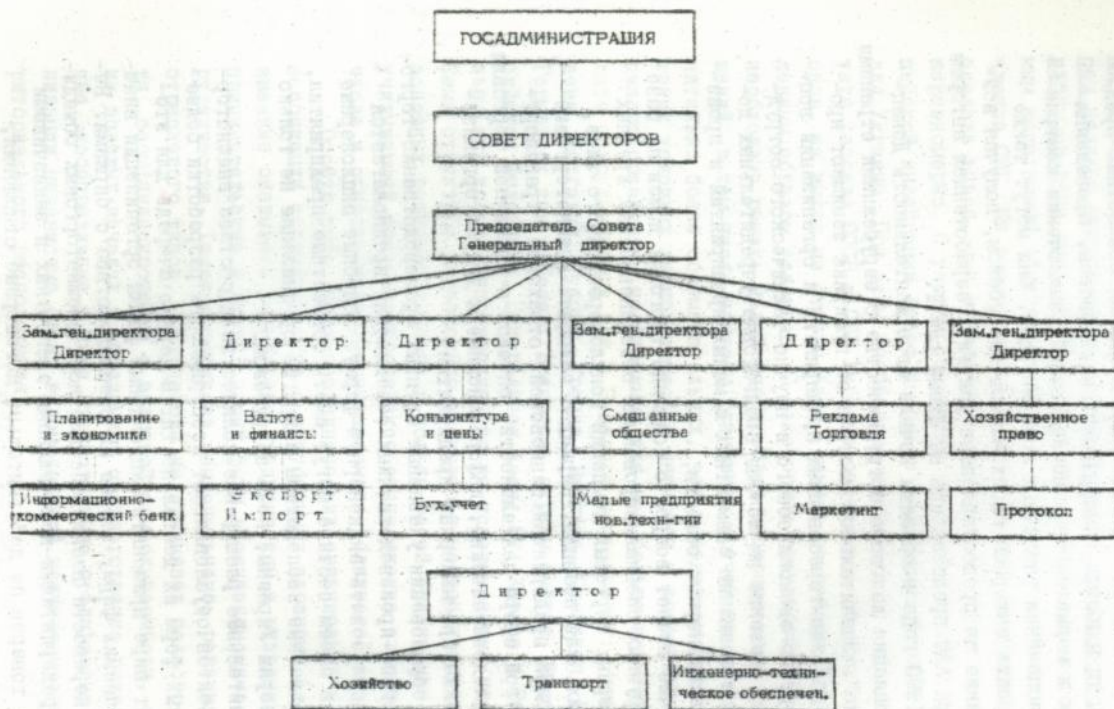 ГОСАДМИНИСТРАЦИЯ
СОВЕТ ДИРЕКТОРОВ
Председатель Совета
Генеральный директор
Зам.ген.директора
Директор
Директор
Директор
Зам.ген.директора
Директор
Директор
Зам.ген.директора
Директор
Планирование
и экономика
Валюта
и финансы
Конъюнктура
и цены
Смешанные
общества
Реклама
Торговля
Хозяйственное
право
Информационно-
коммерческий банк
Экспорт
Импорт
Бух.учет
Малые предприятия
нов.техн-гии
Маркетинг
Протокол
Директор
Хозяйство
Транспорт
Инженерно-техни-
ческое обеспечен.